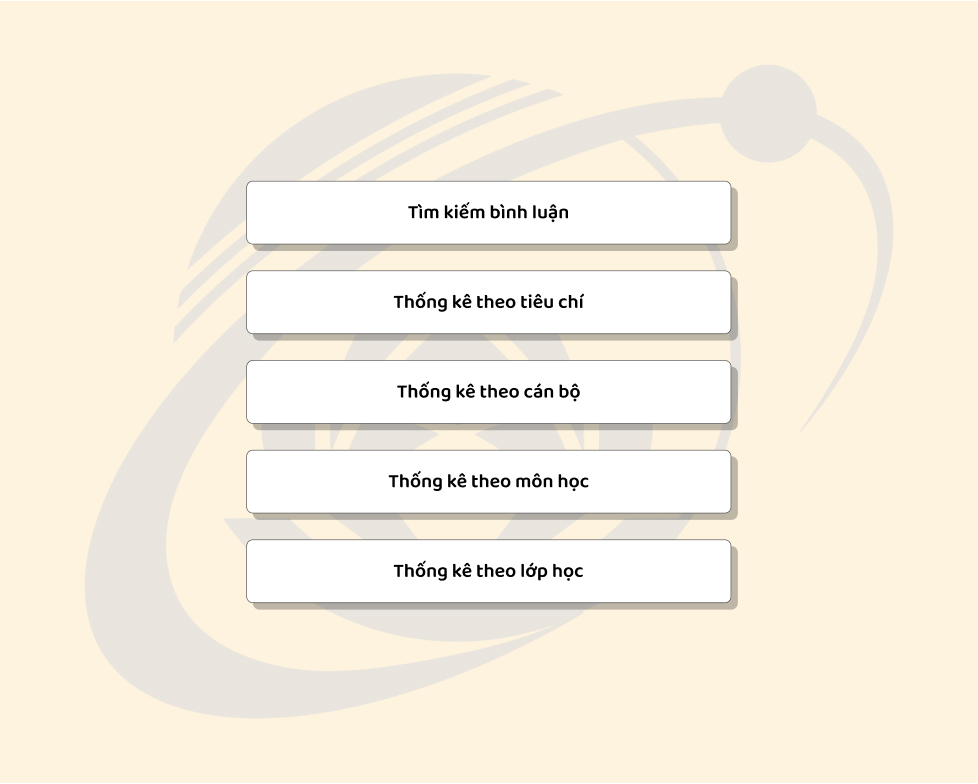 Tìm kiếm bình luận
Thống kê theo tiêu chí
Thống kê theo cán bộ
Thống kê theo môn học
Thống kê theo lớp học